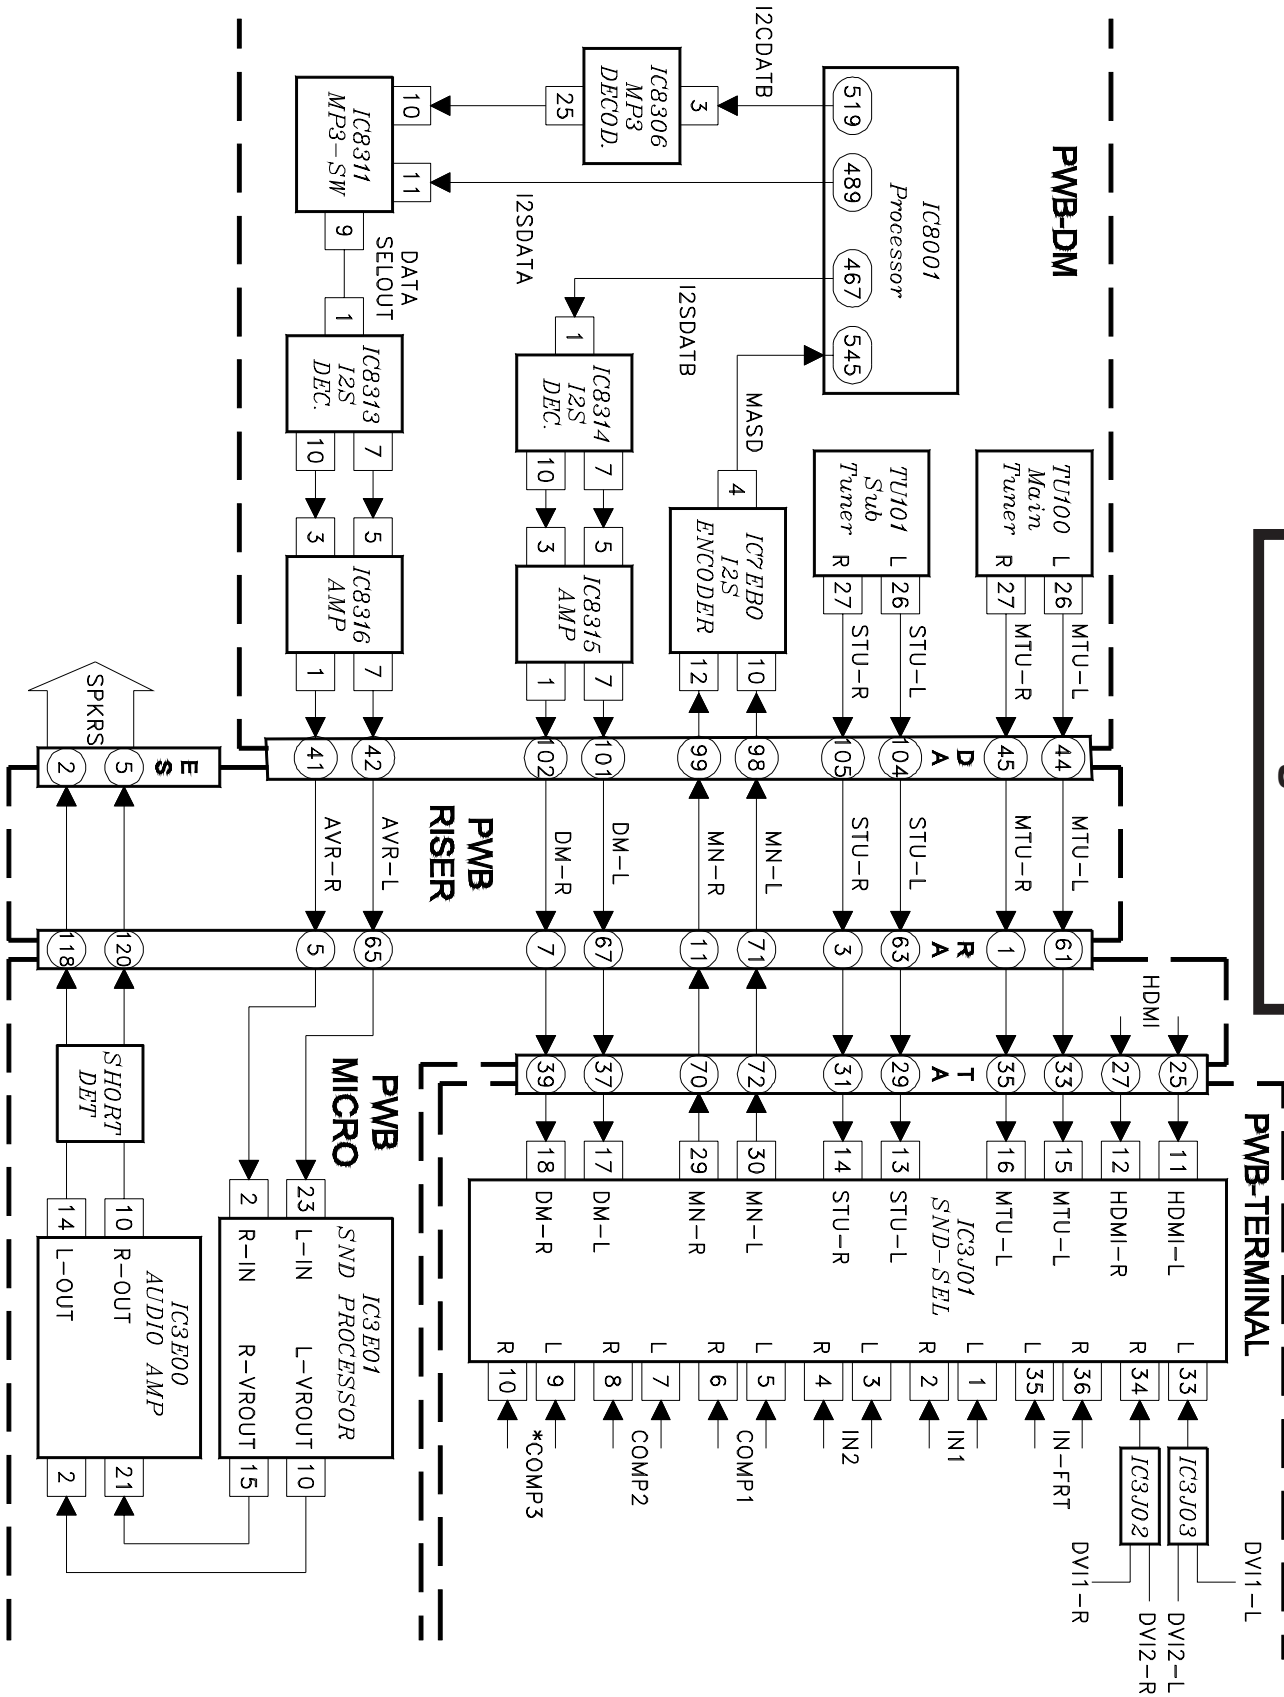 PWB-DM
IC8001
Processor
519
489
467
545
I2CDATB
IC8306
MP3
DECOD.
3
25
I2SDATA
I2SDATB
MASD
IC8311
MP3-SW
10
11
9
DATA
SELOUT
1
IC8313
I2S
DEC.
10
7
3
5
IC8316
AMP
1
7
1
IC8314
I2S
DEC.
10
7
3
5
IC8315
AMP
1
7
4
IC7EB0
I2S
ENCODER
12
10
TU101
Sub
Tuner
L
R
26
27
STU-L
STU-R
TU100
Main
Tuner
L
R
26
27
MTU-L
MTU-R
DA
44
45
104
105
98
99
101
102
42
41
PWB
RISER
MTU-L
MTU-R
STU-L
STU-R
MN-L
MN-R
DM-L
DM-R
AVR-L
AVR-R
SPKRS
ES
5
2
RA
61
1
63
3
71
11
67
7
65
5
120
118
HDMI
TA
25
27
33
35
29
31
72
70
37
39
PWB-TERMINAL
11
12
15
16
13
14
30
29
17
18
HDMI-L
HDMI-R
MTU-L
MTU-L
STU-L
STU-R
MN-L
MN-R
DM-L
DM-R
IC3J01
SND-SEL
L
R
R
L
L
R
L
R
L
R
L
R
L
R
33
34
36
35
1
2
3
4
5
6
7
8
9
10
IC3J03
IC3J02
IN-FRT
IN1
IN2
COMP1
COMP2
*COMP3
DVI1-L
DVI2-L
DVI2-R
DVI1-R
PWB
MICRO
SHORT
DET
23
2
L-IN
R-IN
IC3E01
SND PROCESSOR
L-VROUT
R-VROUT
10
15
10
14
R-OUT
L-OUT
IC3E00
AUDIO AMP
21
2